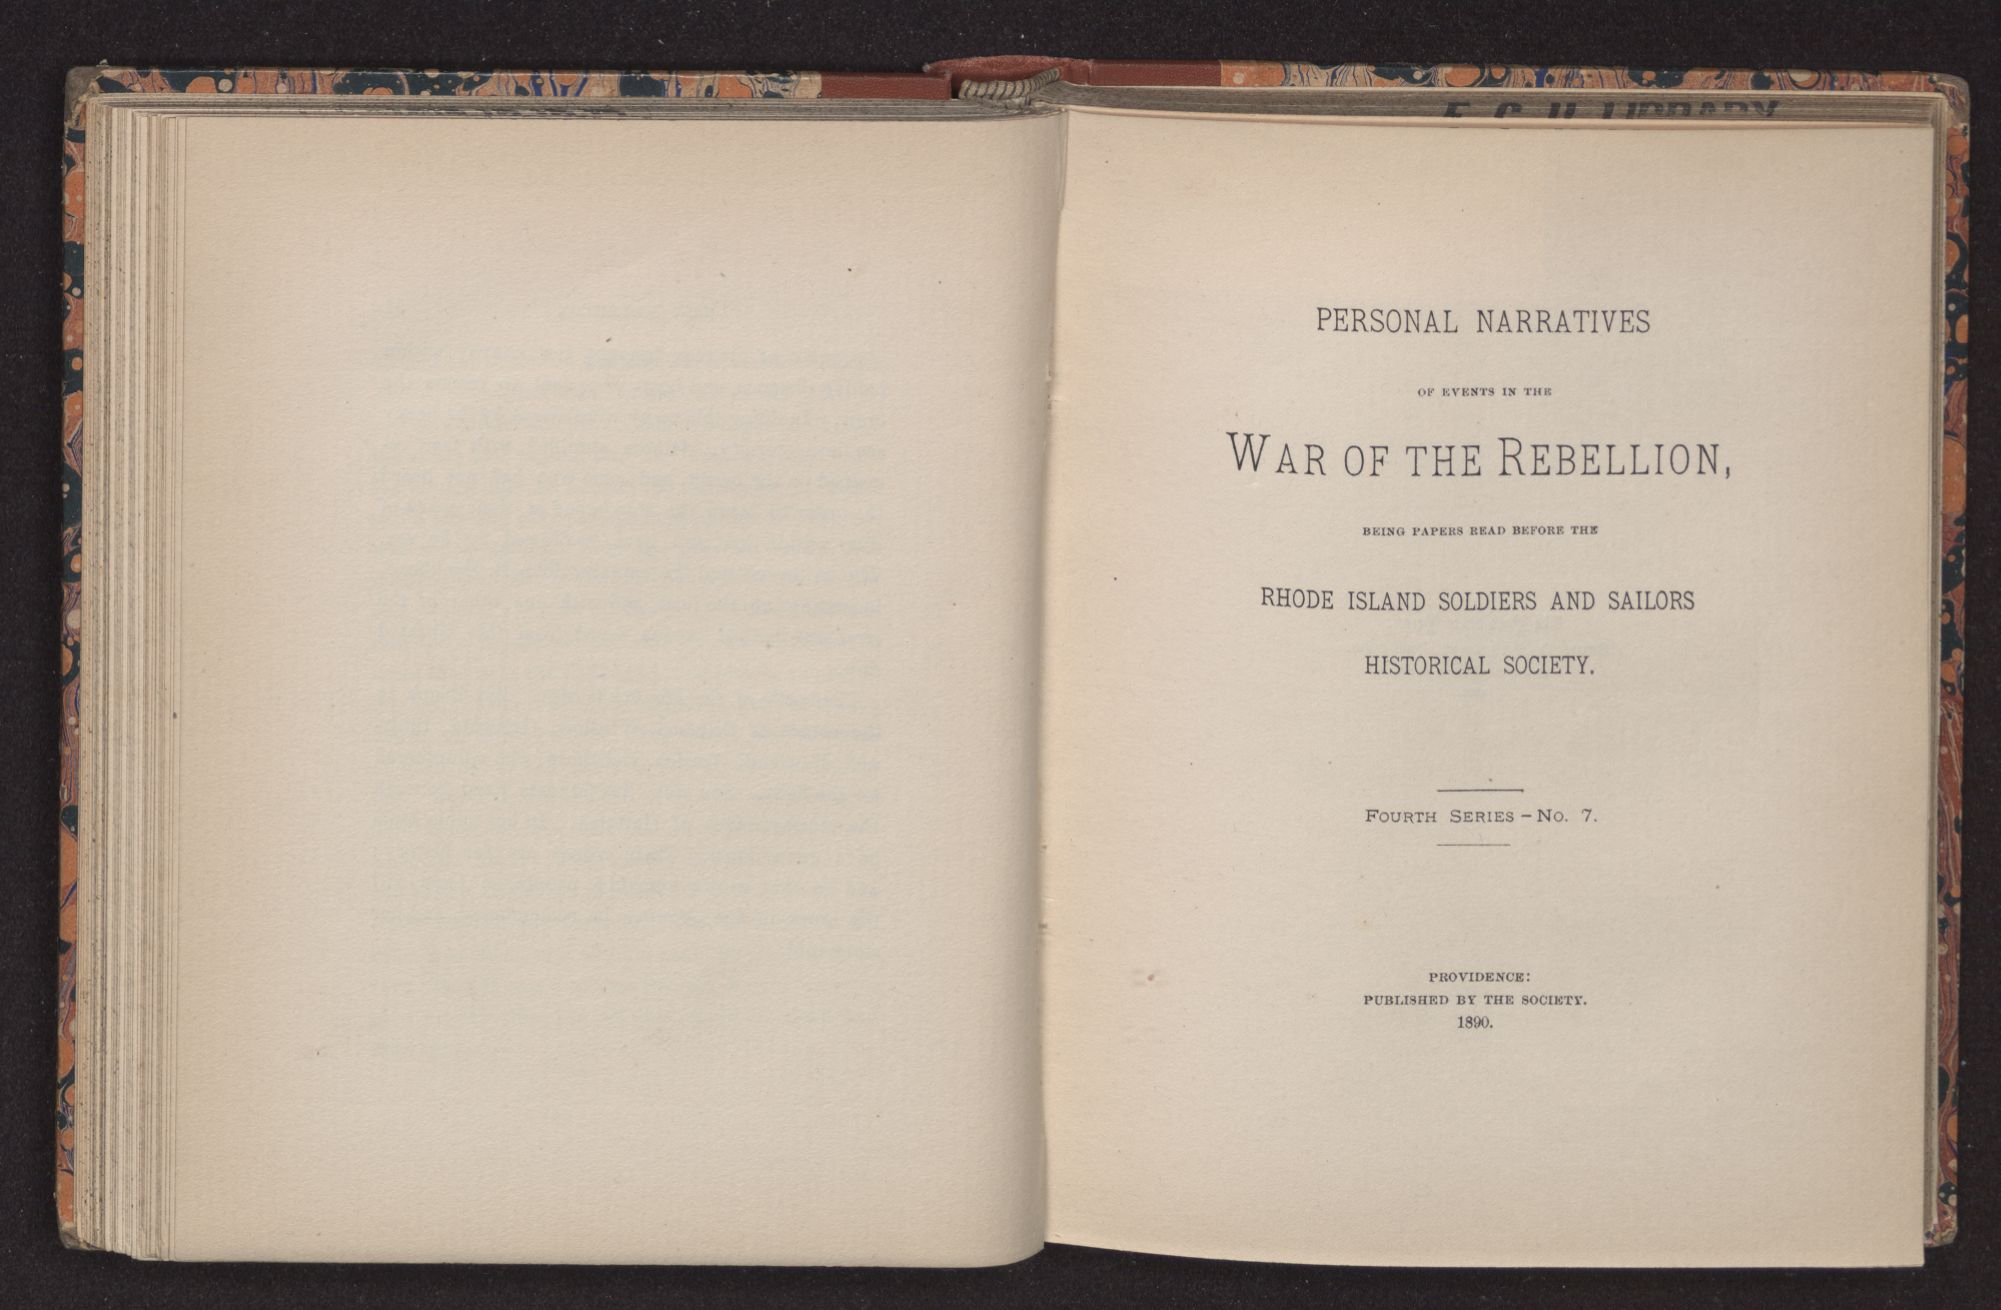 E. C. U. LIBRARY
PERSONAL NARRATIVES
OF EVENTS IN THE
WAR OF THE REBELLION,
BEING PAPERS READ BEFORE THE
RHODE ISLAND SOLDIERS AND SAILORS
HISTORICAL SOCIETY.
FOURTH SERIES – No. 7.
PROVIDENCE:
PUBLISHED BY THE SOCIETY.
1890.